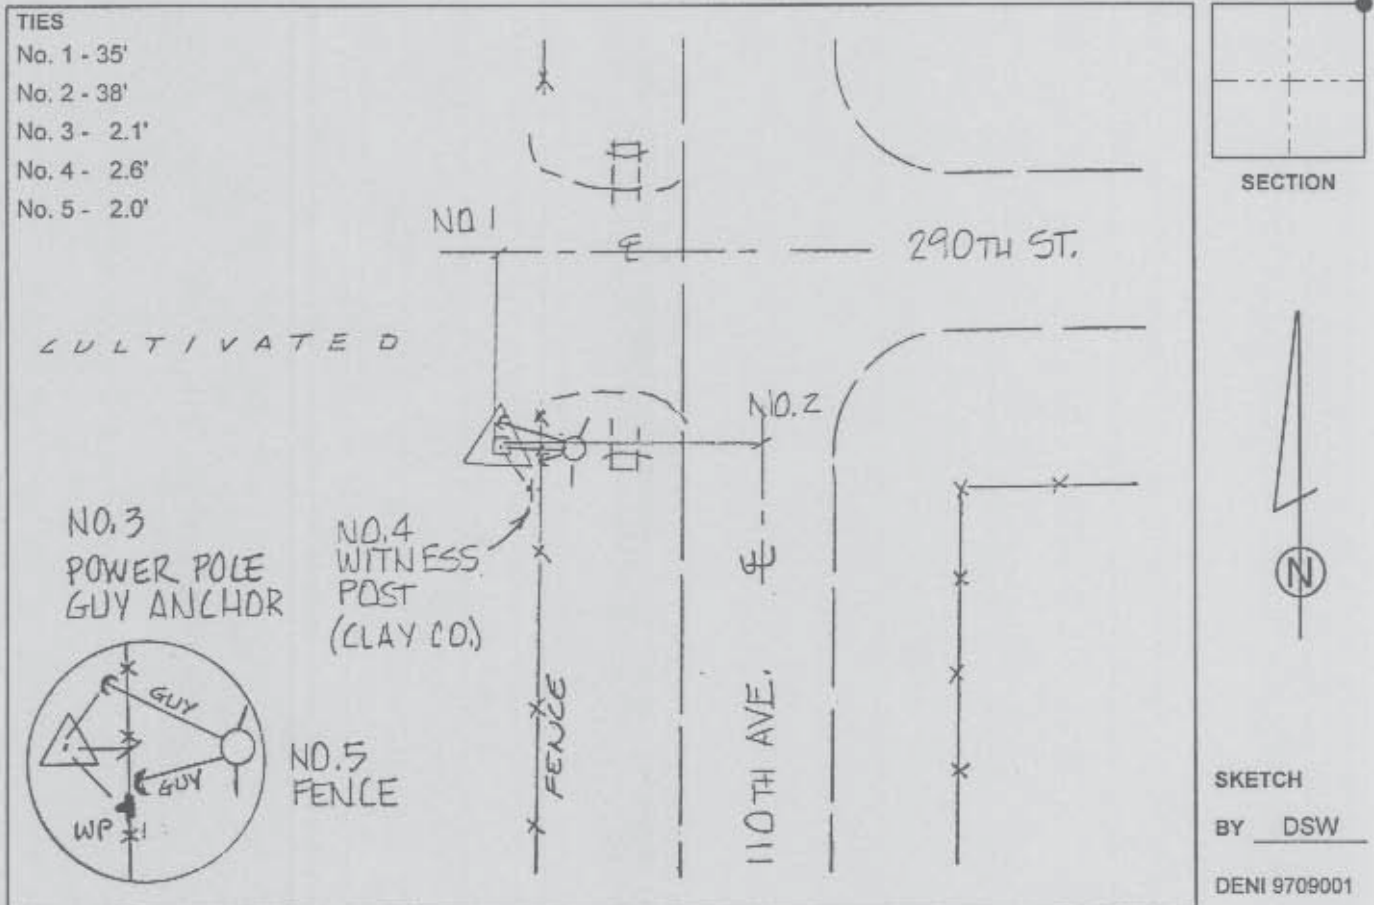 TIES
No. 1 - 35'
No. 2 - 38'
No. 3 - 2.1'
No. 4 - 2.6'
No. 5 - 2.0'
NO 1
℄
290TH ST.
CULTIVATED
NO. 2
NO. 3
POWER POLE
GUY ANCHOR
NO. 4
WITNESS
POST
(CLAY CO.)
℄
GUY
GUY
WP
NO. 5
FENCE
FENCE
110TH AVE.
SECTION
N
SKETCH
BY DSW
DENI 9709001